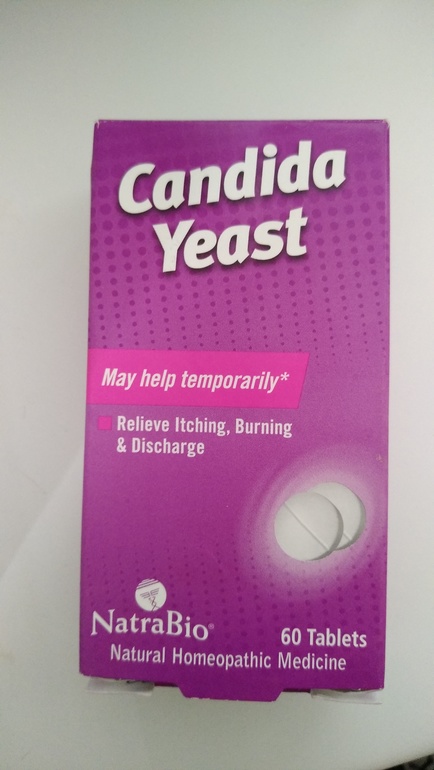 Candida
Yeast
May help temporarily*
Relieve Itching, Burning
& Discharge
NatraBio®
60 Tablets
Natural Homeopathic Medicine